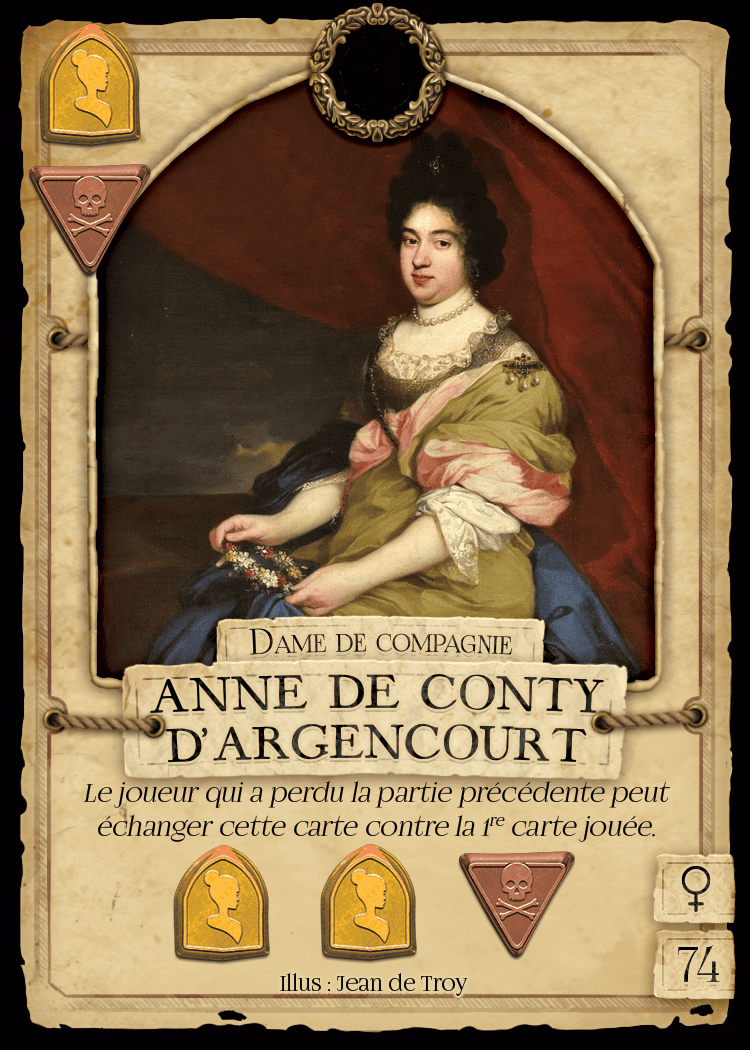 DAME DE COMPAGNIE
ANNE DE CONTY
D'ARGENCOURT
Le joueur qui a perdu la partie précédente peut
échanger cette carte contre la 1re carte jouée.
♀
74
Illus : Jean de Troy